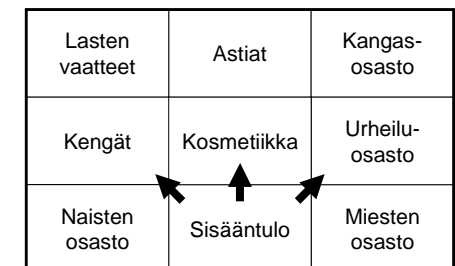 Lasten
vaatteet
Astiat
Kangas-
osasto
Kengät
Kosmetiikka
Urheilu-
osasto
Naisten
osasto
Sisääntulo
Miesten
osasto